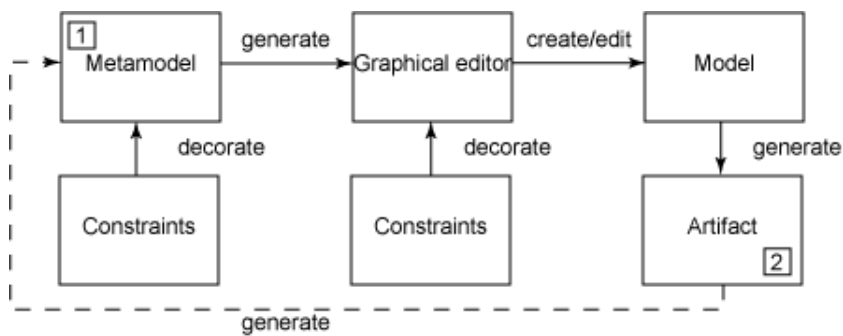 1
generate
create/edit
Metamodel
Graphical editor
Model
decorate
decorate
generate
Constraints
Constraints
Artifact
2
generate